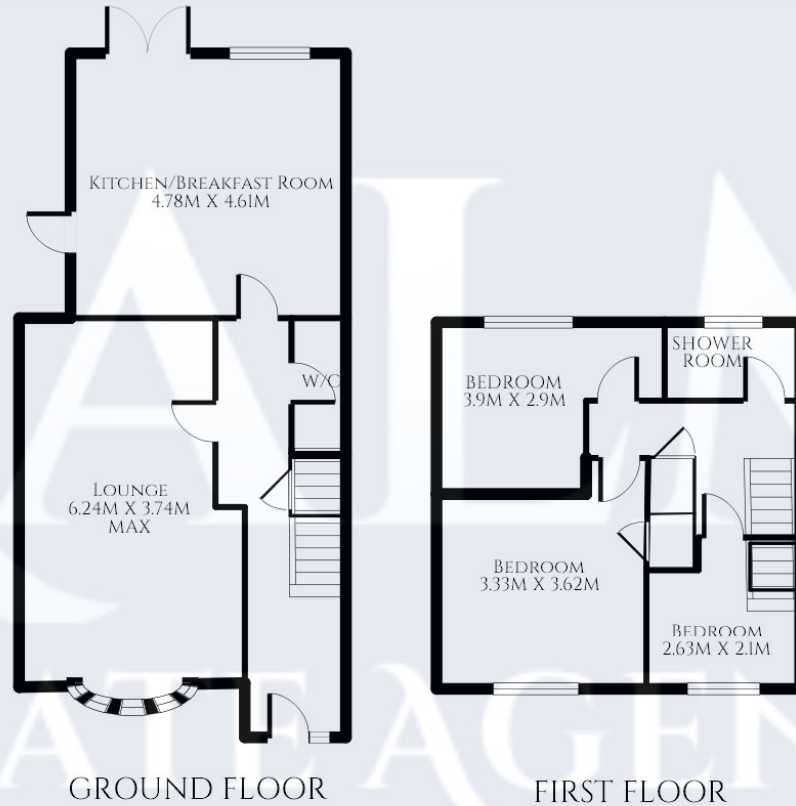 KITCHEN/BREAKFAST ROOM
4.78M X 4.61M
W/C
LOUNGE
6.24M X 3.74M
MAX
GROUND FLOOR
SHOWER
ROOM
BEDROOM
3.9M X 2.9M
BEDROOM
3.33M X 3.62M
BEDROOM
2.63M X 2.1M
FIRST FLOOR